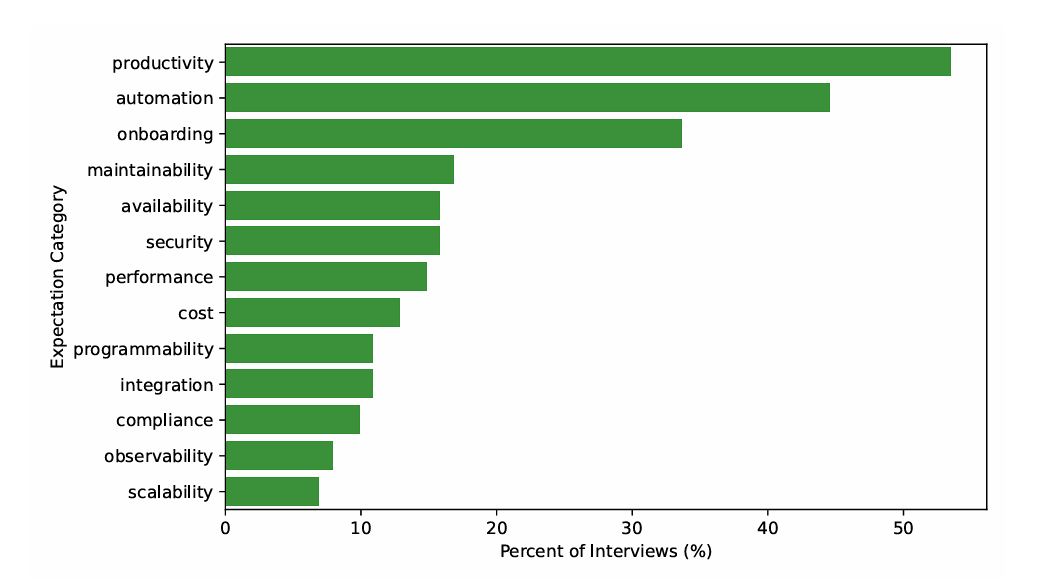 productivity
automation
onboarding
maintainability
availability
security
performance
cost
programmability
integration
compliance
observability
scalability
Expectation Category
0 10 20 30 40 50
Percent of Interviews (%)